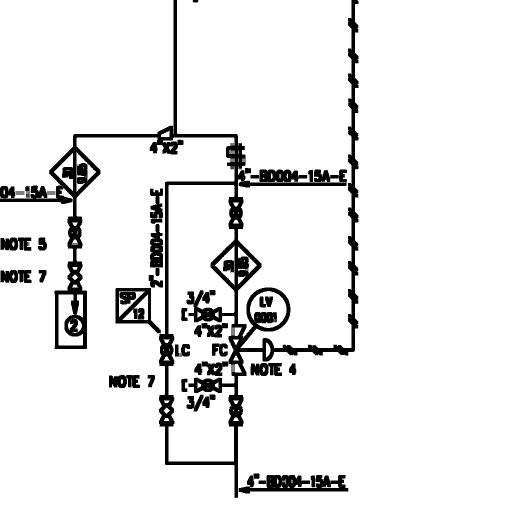 4"X2"
4"-BD004-15A-E
04-15A-E
2"-BD004-15A-E
NOTE 5
NOTE 7
2
SP
12
3/4"
LV
0001
4"X2"
LC
FC
4"X2"
NOTE 4
NOTE 7
3/4"
4"-BD004-15A-E